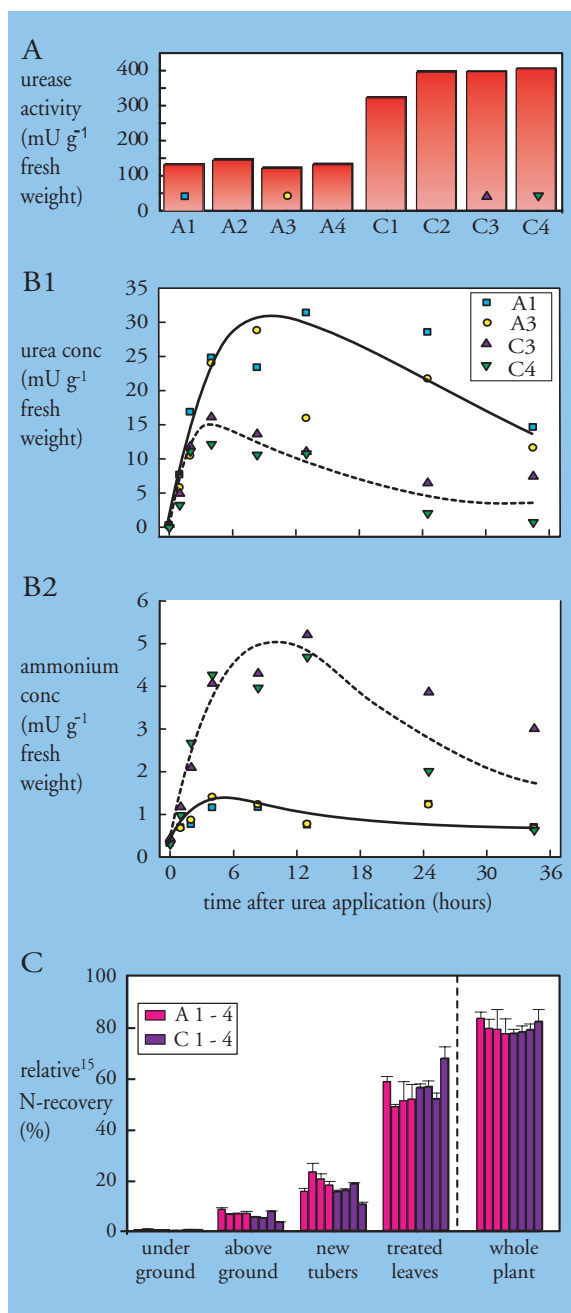 A
urease
activity
(mU g⁻¹
fresh
weight)
400
300
200
100
0
A1 A2 A3 A4 C1 C2 C3 C4
B1
urea conc
(mU g⁻¹
fresh
weight)
35
30
25
20
15
10
5
0
A1
A3
C3
C4
B2
ammonium
conc
(mU g⁻¹
fresh
weight)
6
5
4
3
2
1
0
0 6 12 18 24 30 36
time after urea application (hours)
C
relative¹⁵
N-recovery
(%)
100
80
60
40
20
0
A 1 - 4
C 1 - 4
under ground
above ground
new tubers
treated leaves
whole plant